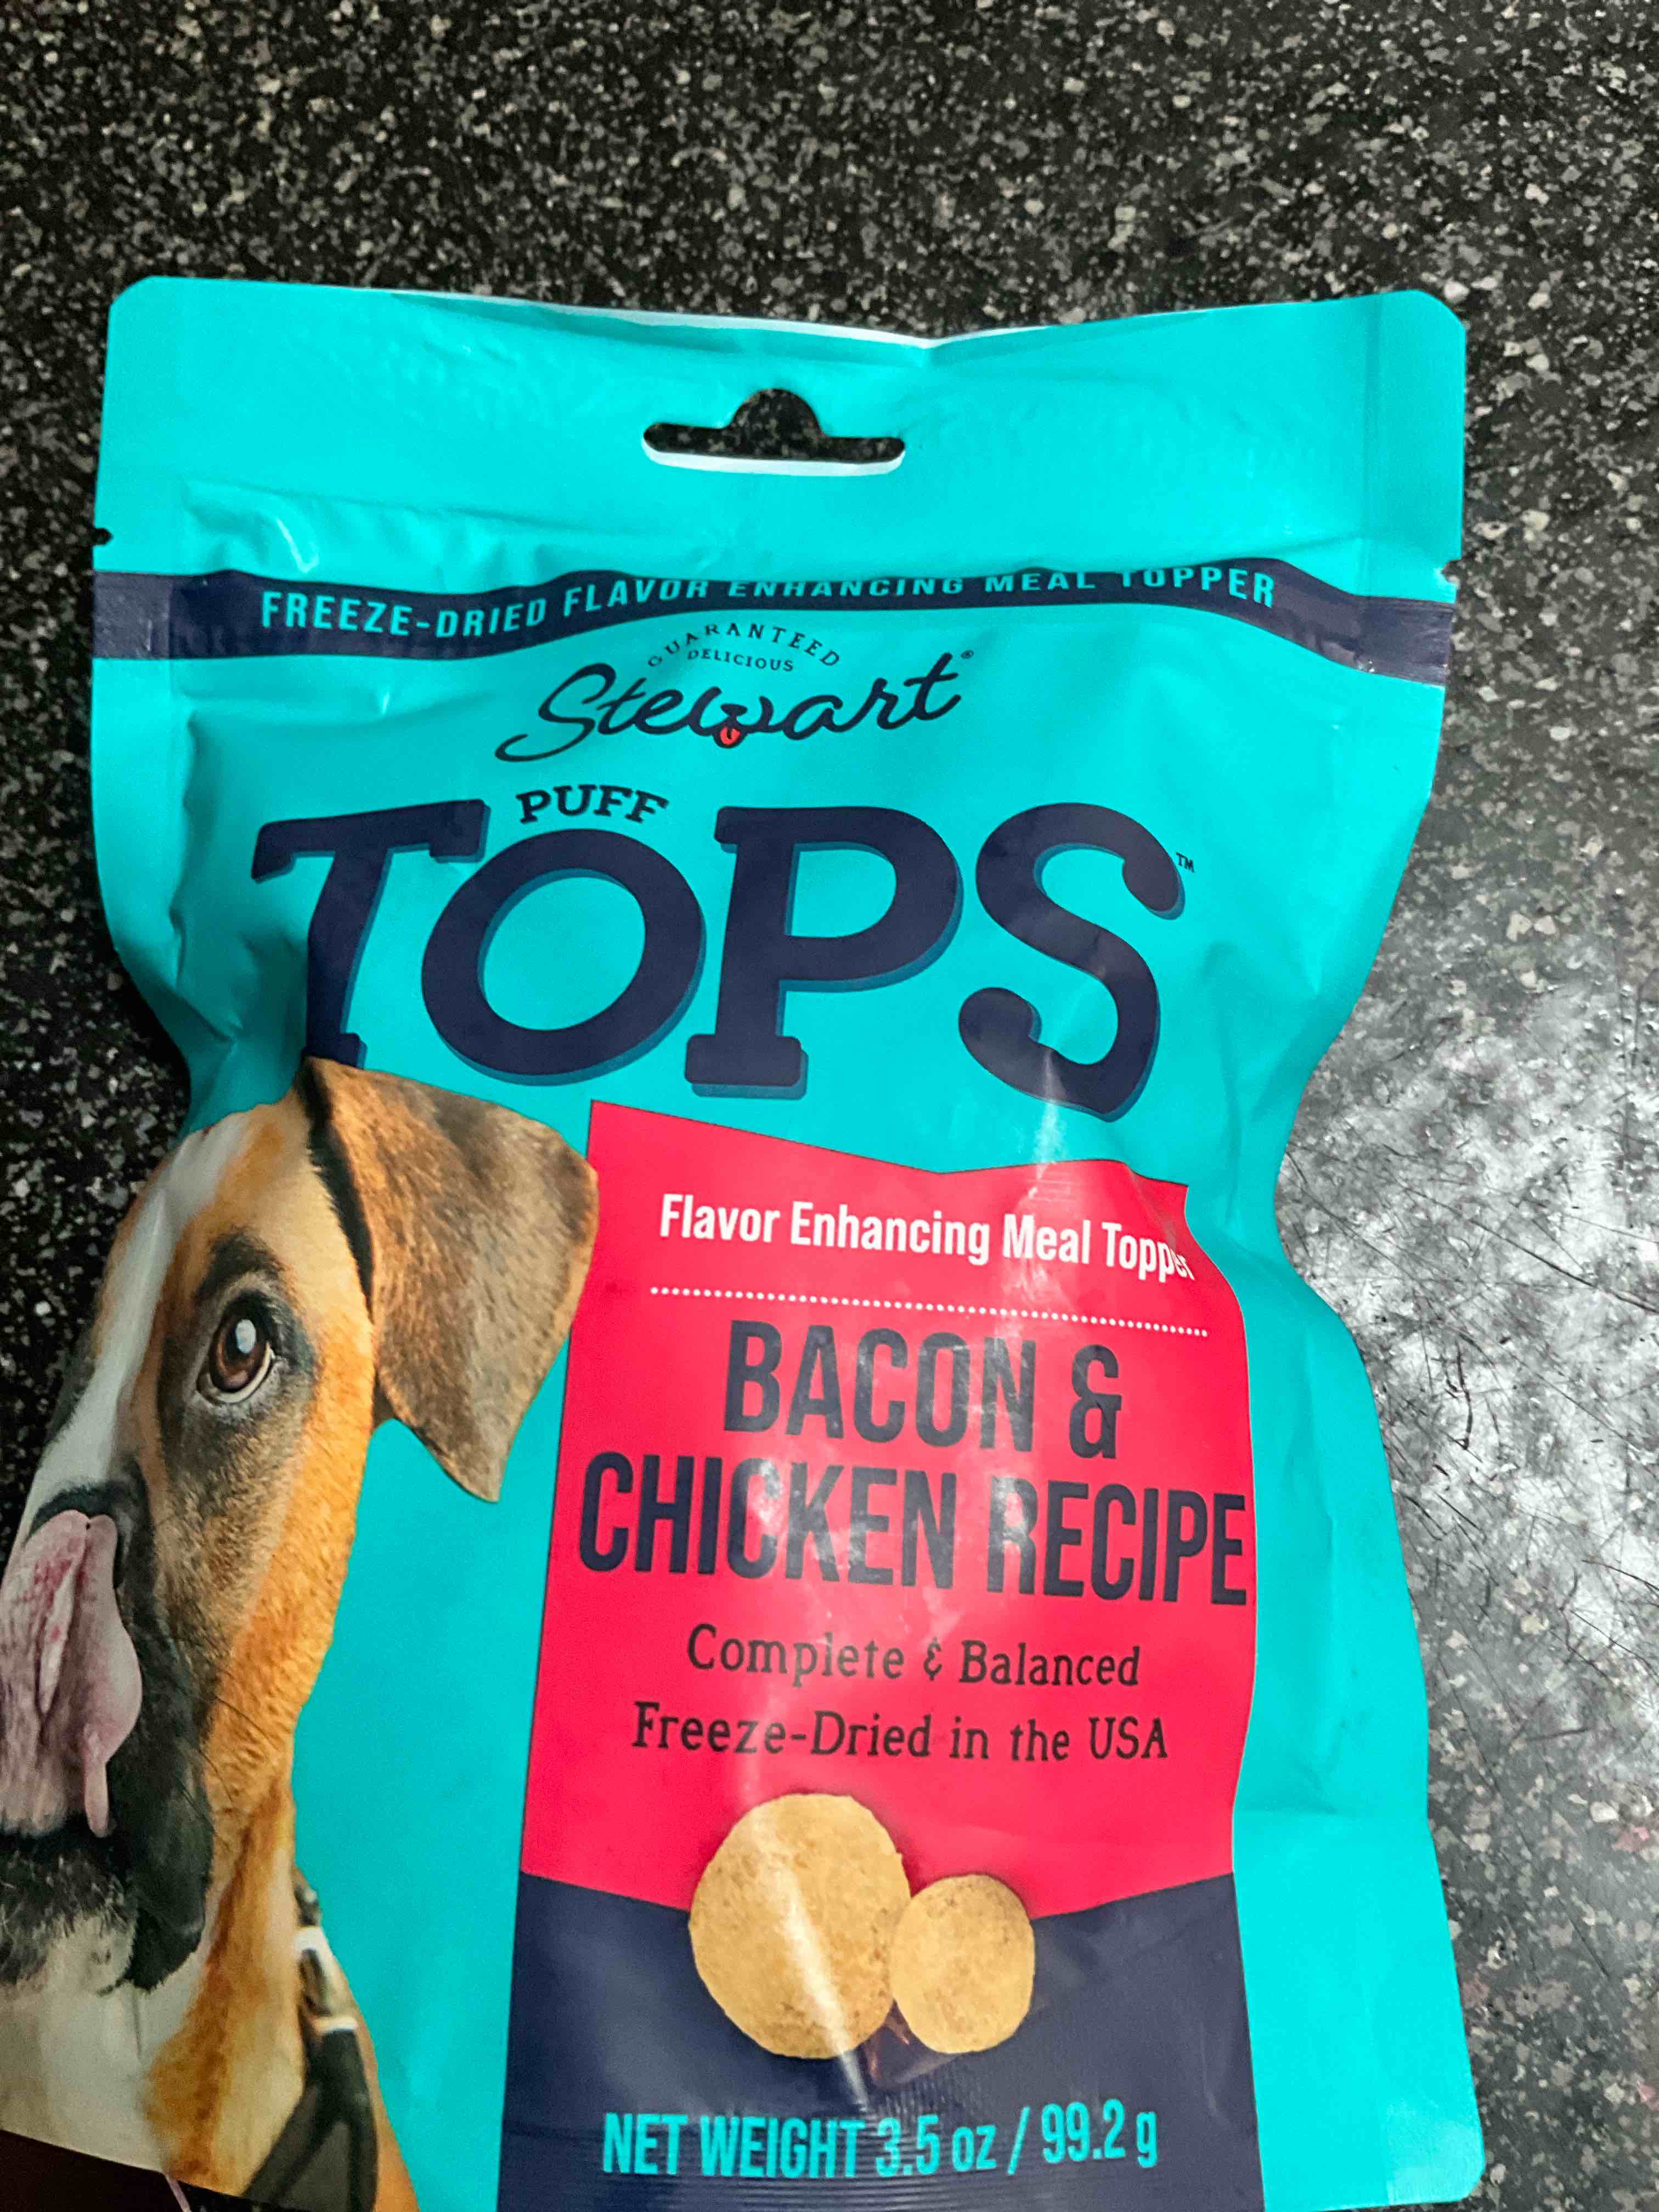 FREEZE-DRIED FLAVOR ENHANCING MEAL TOPPER
GUARANTEED
DELICIOUS
Stewart®
PUFF
TOPS™
Flavor Enhancing Meal Topper
BACON &
CHICKEN RECIPE
Complete & Balanced
Freeze-Dried in the USA
NET WEIGHT 3.5 oz / 99.2 g